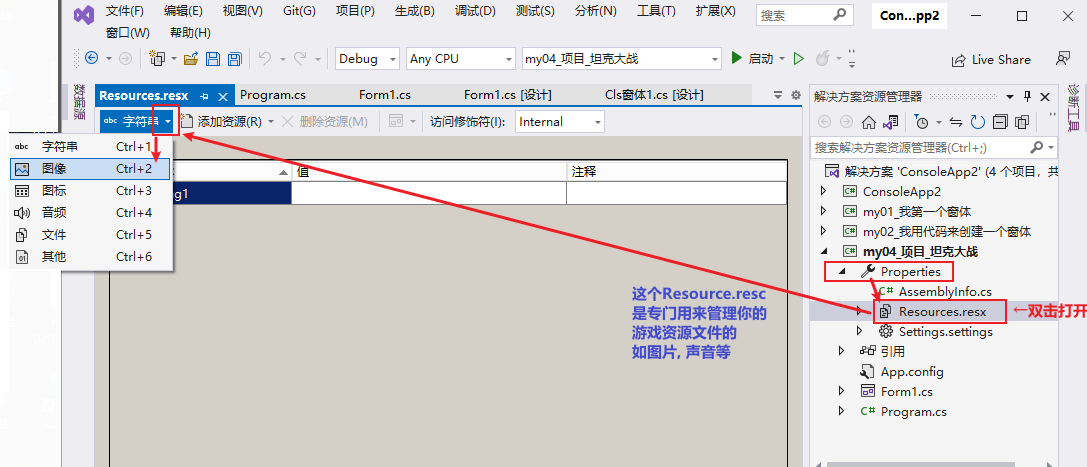 文件(F) 编辑(E) 视图(V) Git(G) 项目(P) 生成(B) 调试(D) 测试(S) 分析(N) 工具(T) 扩展(X) 搜索 Con...pp2
窗口(W) 帮助(H)
Debug Any CPU my04_项目_坦克大战 启动 Live Share
数据源
Resources.resx Program.cs Form1.cs Form1.cs [设计] Cls窗体1.cs [设计]
abc 字符串 添加资源(R) 删除资源(M) 访问修饰符(I): Internal
abc 字符串 Ctrl+1
图像 Ctrl+2
图标 Ctrl+3
音频 Ctrl+4
文件 Ctrl+5
其他 Ctrl+6
值 注释
g1
这个Resource.resc
是专门用来管理你的
游戏资源文件的
如图片, 声音等
解决方案资源管理器
搜索解决方案资源管理器(Ctrl+;)
解决方案 'ConsoleApp2' (4 个项目, 共
C# ConsoleApp2
C# my01_我第一个窗体
C# my02_我用代码来创建一个窗体
C# my04_项目_坦克大战
Properties
C# AssemblyInfo.cs
Resources.resx ←双击打开
Settings.settings
引用
App.config
Form1.cs
C# Program.cs
诊断工具